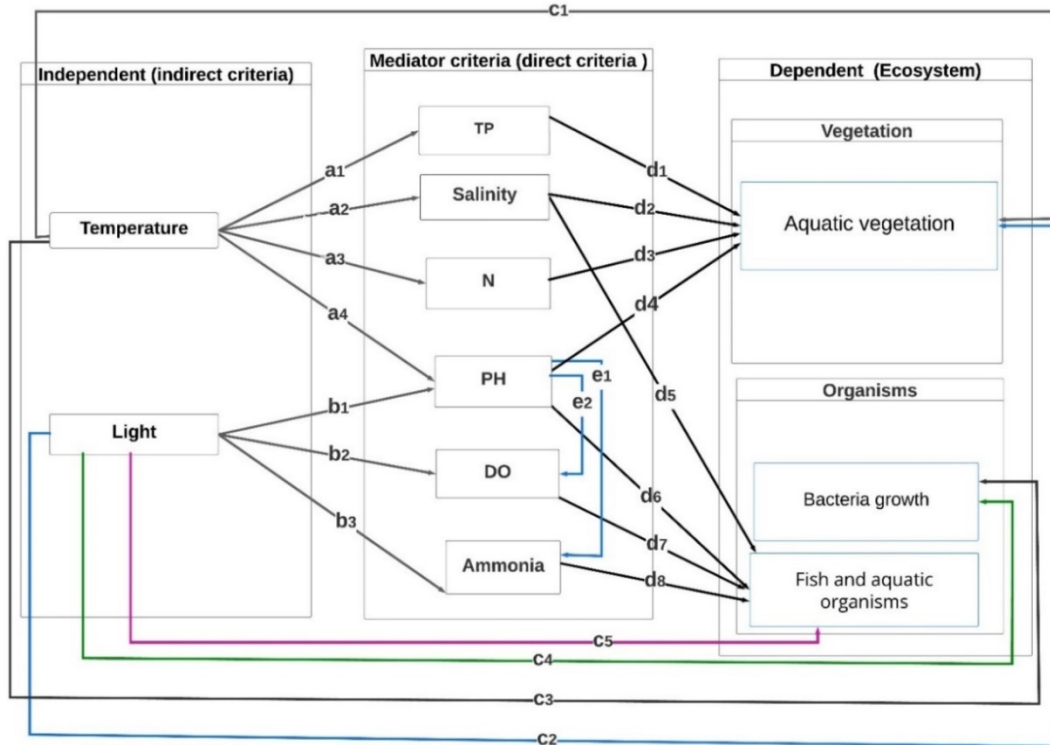 c1
Independent (indirect criteria)
Mediator criteria (direct criteria )
Dependent (Ecosystem)
Vegetation
TP
Salinity
N
PH
DO
Ammonia
Temperature
Light
Aquatic vegetation
Organisms
Bacteria growth
Fish and aquatic
organisms
a1
a2
a3
a4
b1
b2
b3
d1
d2
d3
d4
d5
d6
d7
d8
e1
e2
c5
c4
c3
c2